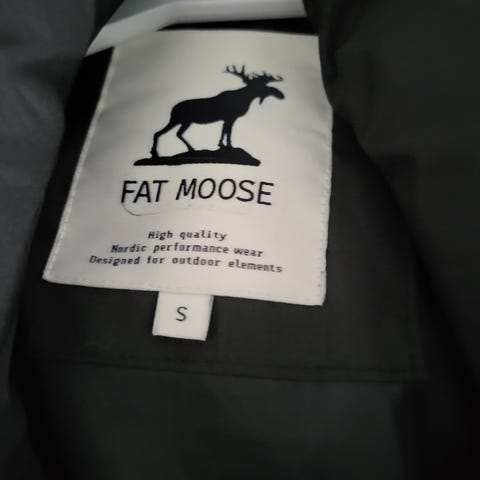 FAT MOOSE
High quality
Nordic performance wear
Designed for outdoor elements
S